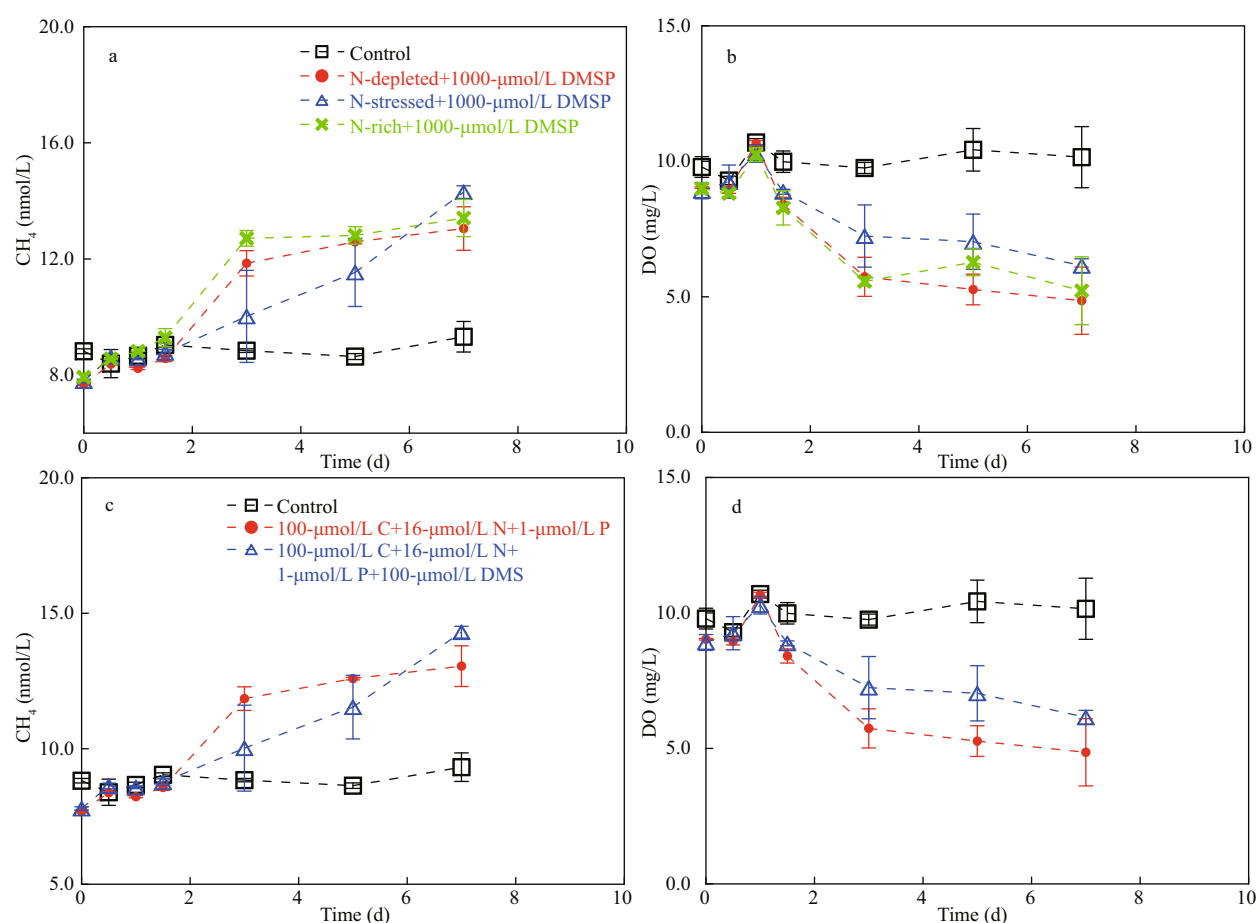 20.0
16.0
12.0
8.0
CH₄ (nmol/L)
a
Control
N-depleted+1000-μmol/L DMSP
N-stressed+1000-μmol/L DMSP
N-rich+1000-μmol/L DMSP
0 2 4 6 8 10
Time (d)
15.0
10.0
5.0
0.0
DO (mg/L)
b
0 2 4 6 8 10
Time (d)
20.0
15.0
10.0
5.0
CH₄ (nmol/L)
c
Control
100-μmol/L C+16-μmol/L N+1-μmol/L P
100-μmol/L C+16-μmol/L N+
1-μmol/L P+100-μmol/L DMS
0 2 4 6 8 10
Time (d)
15.0
10.0
5.0
0.0
DO (mg/L)
d
0 2 4 6 8 10
Time (d)